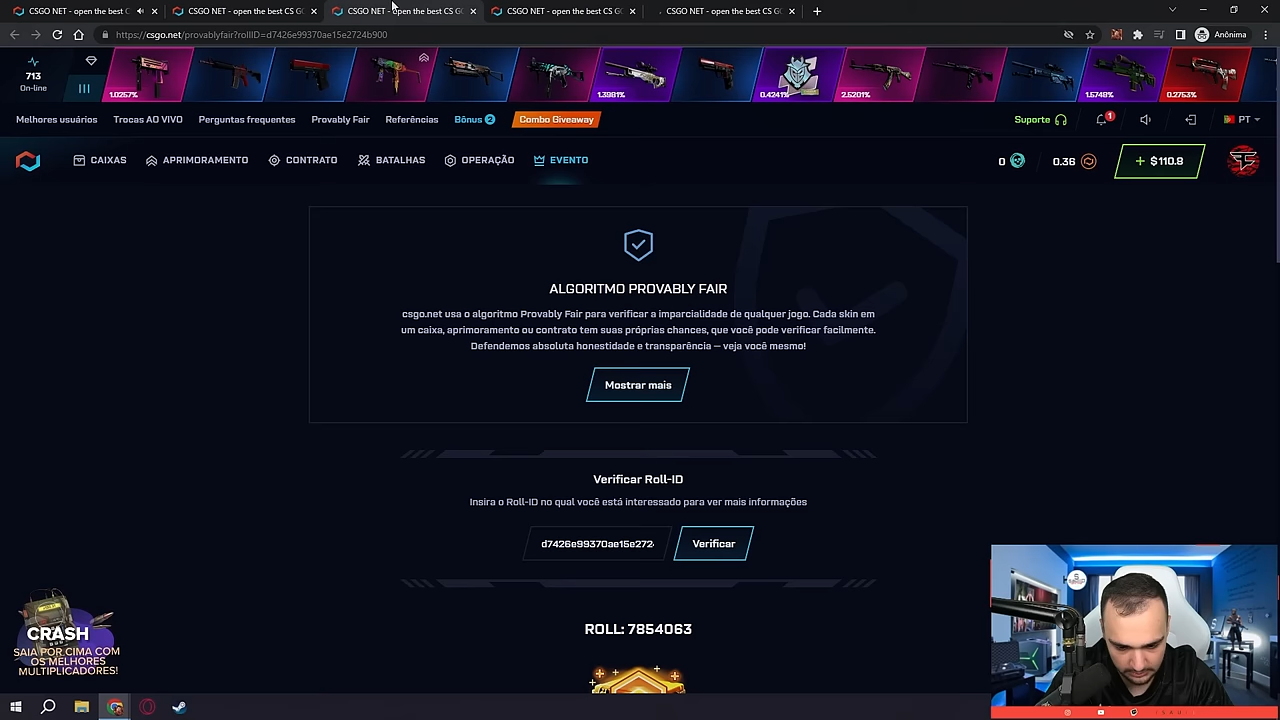 CSGO NET - open the best C
CSGO NET - open the best CS G
CSGO NET - open the best CS G
CSGO NET - open the best CS G
CSGO NET - open the best CS G
https://csgo.net/provablyfair?rollID=d7426e99370ae15e2724b900
Anônima
713
On-line
1.0257%
1.3981%
0.4241%
2.5201%
1.5748%
0.2753%
Melhores usuários
Trocas AO VIVO
Perguntas frequentes
Provably Fair
Referências
Bônus 2
Combo Giveaway
Suporte
1
PT
CAIXAS
APRIMORAMENTO
CONTRATO
BATALHAS
OPERAÇÃO
EVENTO
0
0.36
+ $110.8
ALGORITMO PROVABLY FAIR
csgo.net usa o algoritmo Provably Fair para verificar a imparcialidade de qualquer jogo. Cada skin em
um caixa, aprimoramento ou contrato tem suas próprias chances, que você pode verificar facilmente.
Defendemos absoluta honestidade e transparência — veja você mesmo!
Mostrar mais
Verificar Roll-ID
Insira o Roll-ID no qual você está interessado para ver mais informações
d7426e99370ae15e272
Verificar
ROLL: 7854063
CRASH
SAIA POR CIMA COM
OS MELHORES
MULTIPLICADORES!